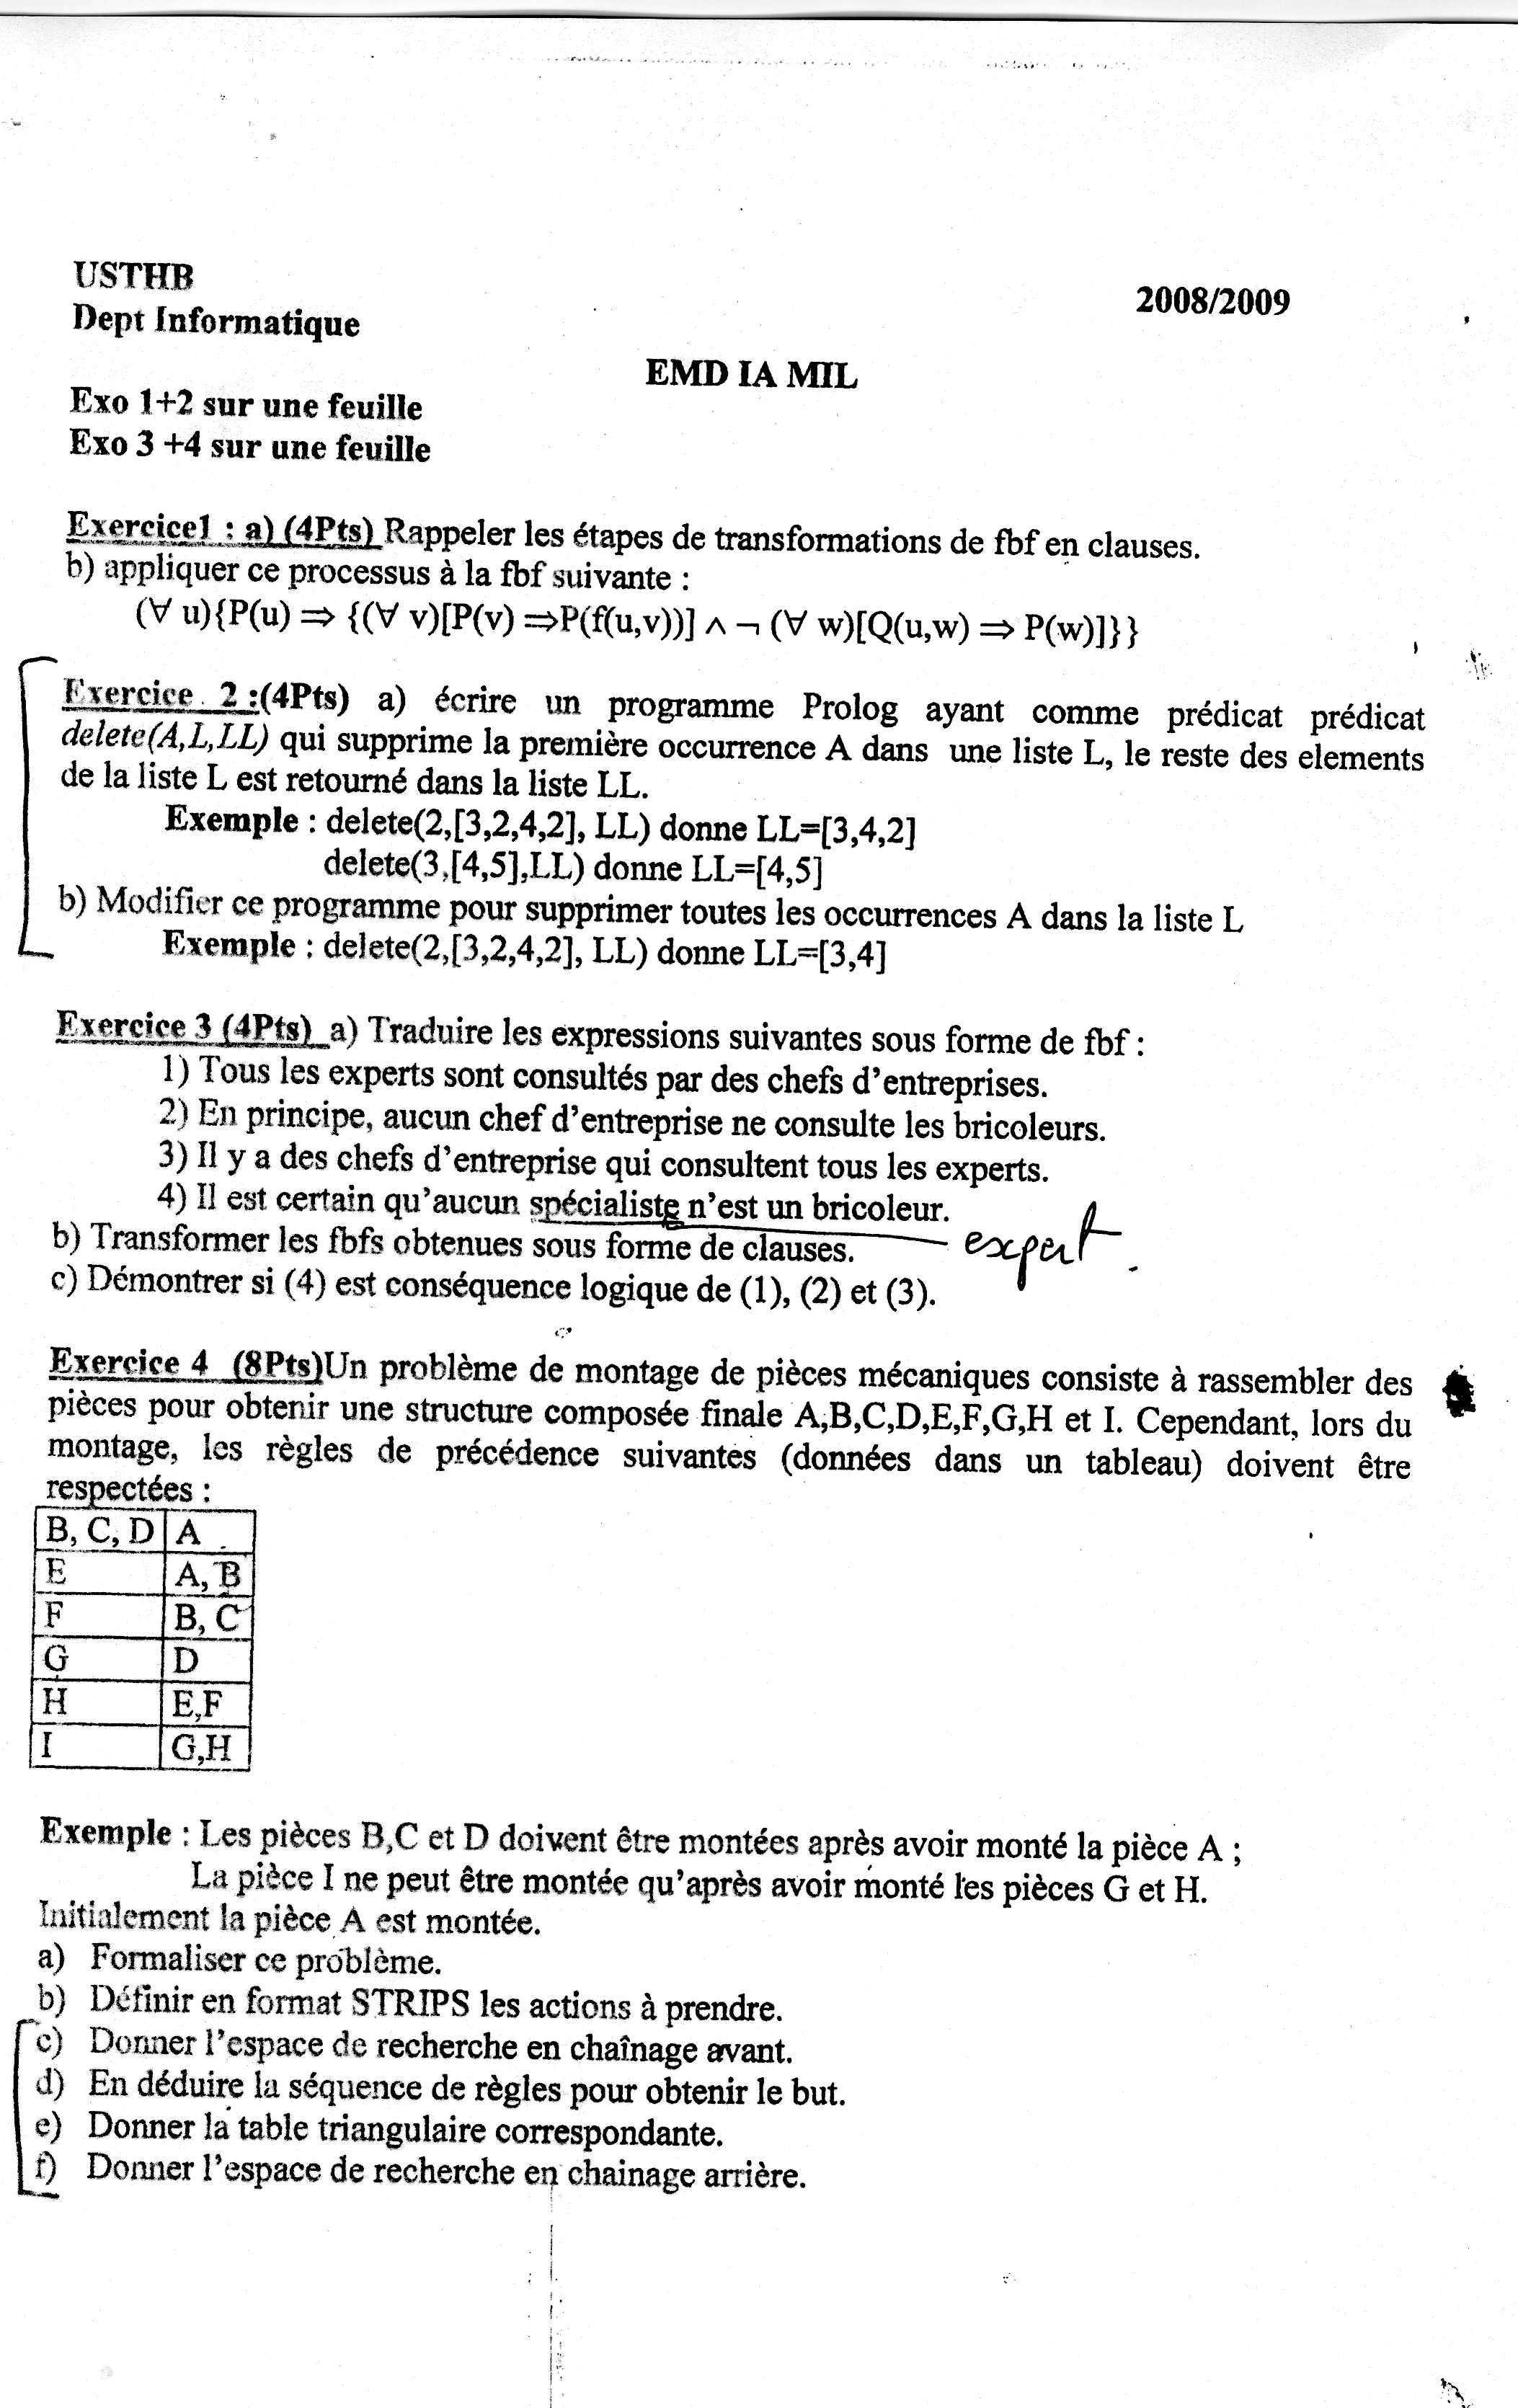 USTHB
Dept Informatique
2008/2009
EMD IA MIL
Exo 1+2 sur une feuille
Exo 3 +4 sur une feuille
Exercice1 : a) (4Pts) Rappeler les étapes de transformations de fbf en clauses.
b) appliquer ce processus à la fbf suivante :
(∀ u){P(u) ⇒ {(∀ v)[P(v) ⇒P(f(u,v))] ∧ ¬ (∀ w)[Q(u,w) ⇒ P(w)]}}
Exercice 2 :(4Pts) a) écrire un programme Prolog ayant comme prédicat prédicat
delete(A,L,LL) qui supprime la première occurrence A dans une liste L, le reste des elements
de la liste L est retourné dans la liste LL.
Exemple : delete(2,[3,2,4,2], LL) donne LL=[3,4,2]
delete(3,[4,5],LL) donne LL=[4,5]
b) Modifier ce programme pour supprimer toutes les occurrences A dans la liste L
Exemple : delete(2,[3,2,4,2], LL) donne LL=[3,4]
Exercice 3 (4Pts) a) Traduire les expressions suivantes sous forme de fbf :
1) Tous les experts sont consultés par des chefs d'entreprises.
2) En principe, aucun chef d'entreprise ne consulte les bricoleurs.
3) Il y a des chefs d'entreprise qui consultent tous les experts.
4) Il est certain qu'aucun spécialiste n'est un bricoleur.
expert.
b) Transformer les fbfs obtenues sous forme de clauses.
c) Démontrer si (4) est conséquence logique de (1), (2) et (3).
Exercice 4 (8Pts)Un problème de montage de pièces mécaniques consiste à rassembler des
pièces pour obtenir une structure composée finale A,B,C,D,E,F,G,H et I. Cependant, lors du
montage, les règles de précédence suivantes (données dans un tableau) doivent être
respectées :
B, C, D A
E A, B
F B, C
G D
H E,F
I G,H
Exemple : Les pièces B,C et D doivent être montées après avoir monté la pièce A ;
La pièce I ne peut être montée qu'après avoir monté les pièces G et H.
Initialement la pièce A est montée.
a) Formaliser ce problème.
b) Définir en format STRIPS les actions à prendre.
c) Donner l'espace de recherche en chaînage avant.
d) En déduire la séquence de règles pour obtenir le but.
e) Donner la table triangulaire correspondante.
f) Donner l'espace de recherche en chainage arrière.